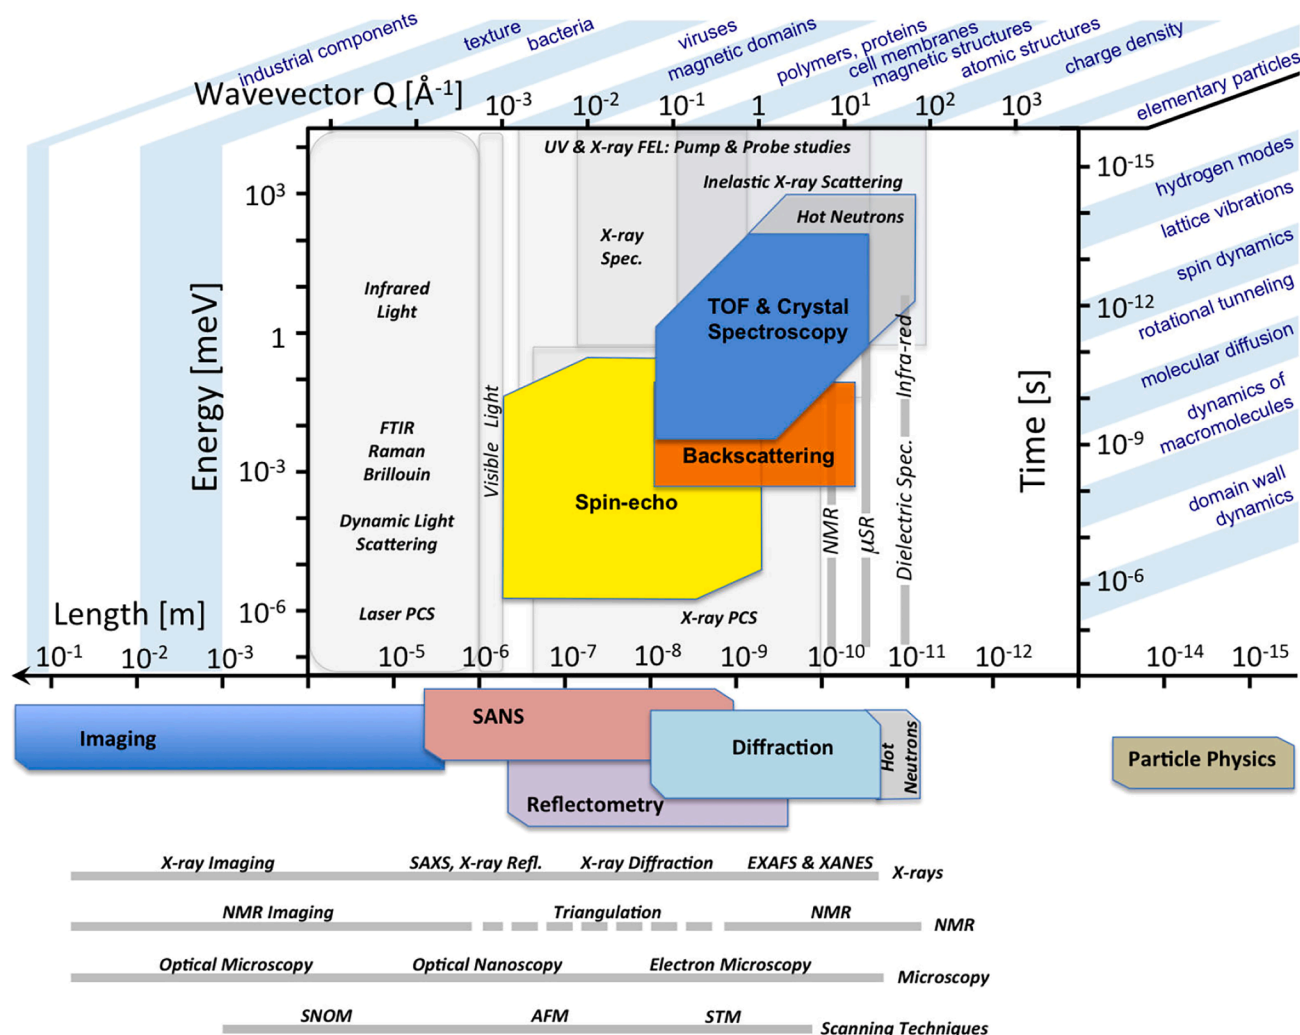 industrial components
texture
bacteria
viruses
magnetic domains
polymers, proteins
cell membranes
magnetic structures
atomic structures
charge density
elementary particles
Wavevector Q [Å-1]
10-3
10-2
10-1
1
101
102
103
UV & X-ray FEL: Pump & Probe studies
Inelastic X-ray Scattering
Hot Neutrons
X-ray
Spec.
TOF & Crystal
Spectroscopy
Infrared
Light
FTIR
Raman
Brillouin
Dynamic Light
Scattering
Laser PCS
Visible Light
Spin-echo
Backscattering
X-ray PCS
NMR
μSR
Dielectric Spec. Infra-red
Energy [meV]
103
1
10-3
10-6
Time [s]
10-15
10-12
10-9
10-6
hydrogen modes
lattice vibrations
spin dynamics
rotational tunneling
molecular diffusion
dynamics of
macromolecules
domain wall
dynamics
Length [m]
10-1
10-2
10-3
10-5
10-6
10-7
10-8
10-9
10-10
10-11
10-12
10-14
10-15
Imaging
SANS
Diffraction
Hot
Neutrons
Reflectometry
Particle Physics
X-ray Imaging
SAXS, X-ray Refl.
X-ray Diffraction
EXAFS & XANES
X-rays
NMR Imaging
Triangulation
NMR
NMR
Optical Microscopy
Optical Nanoscopy
Electron Microscopy
Microscopy
SNOM
AFM
STM
Scanning Techniques